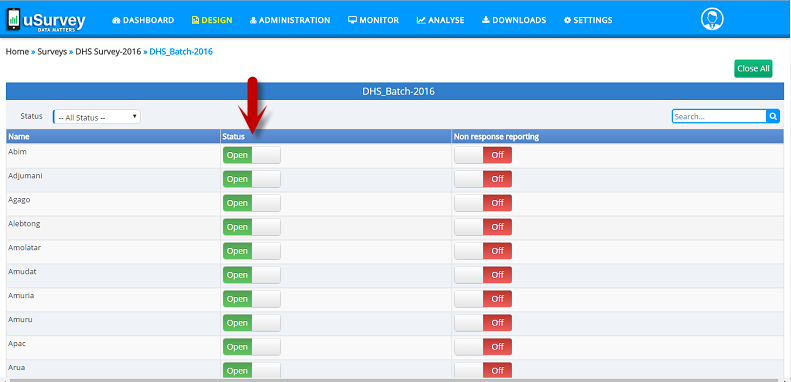 uSurvey DASHBOARD DESIGN ADMINISTRATION MONITOR ANALYSE DOWNLOADS SETTINGS
DATA MATTERS
Home » Surveys » DHS Survey-2016 » DHS_Batch-2016
Close All
DHS_Batch-2016
Status -- All Status -- Search...
Name Status Non response reporting
Abim Open Off
Adjumani Open Off
Agago Open Off
Alebtong Open Off
Amolatar Open Off
Amudat Open Off
Amuria Open Off
Amuru Open Off
Apac Open Off
Arua Open Off